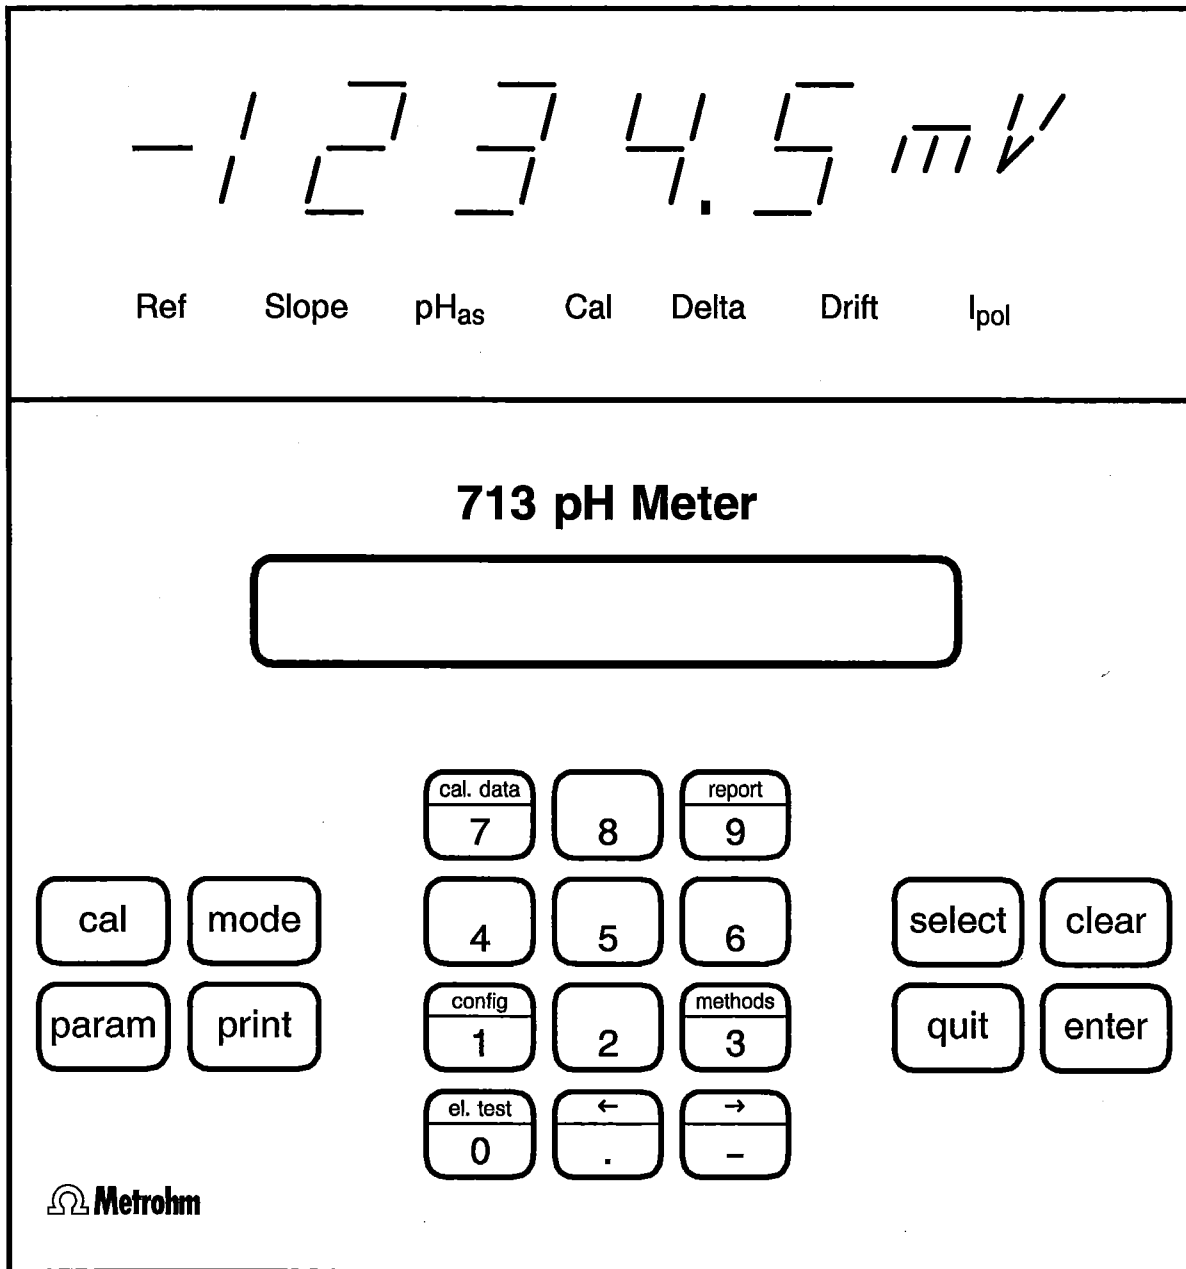 -1234.5 mV
Ref Slope pHas Cal Delta Drift Ipol
713 pH Meter
cal. data
7
8
report
9
cal
mode
4
5
6
select
clear
param
print
config
1
2
methods
3
quit
enter
el. test
0
←
.
→
–
Metrohm